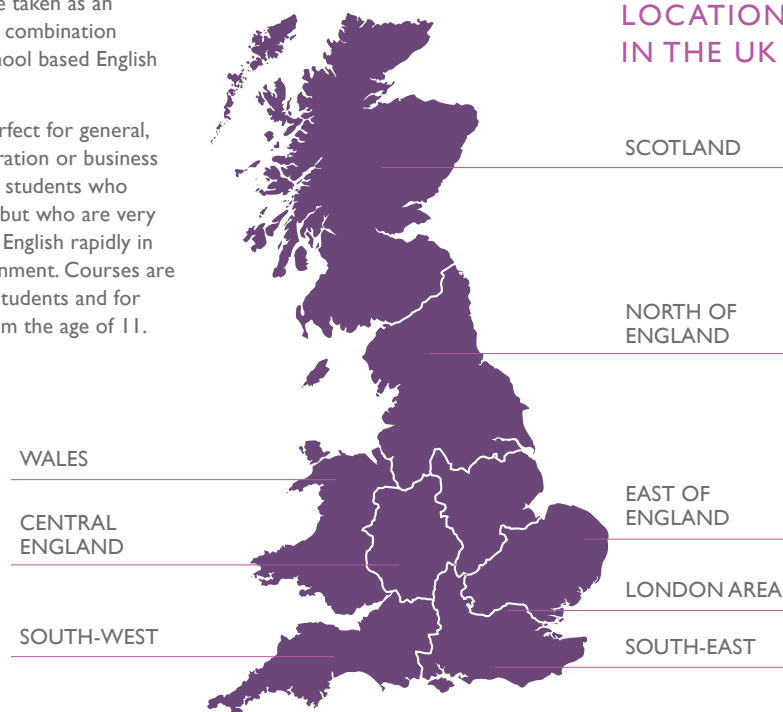 e taken as an
combination
hool based English
rfect for general,
ration or business
students who
but who are very
English rapidly in
nment. Courses are
students and for
m the age of 11.
LOCATION
IN THE UK
SCOTLAND
NORTH OF
ENGLAND
WALES
CENTRAL
ENGLAND
SOUTH-WEST
EAST OF
ENGLAND
LONDON AREA
SOUTH-EAST